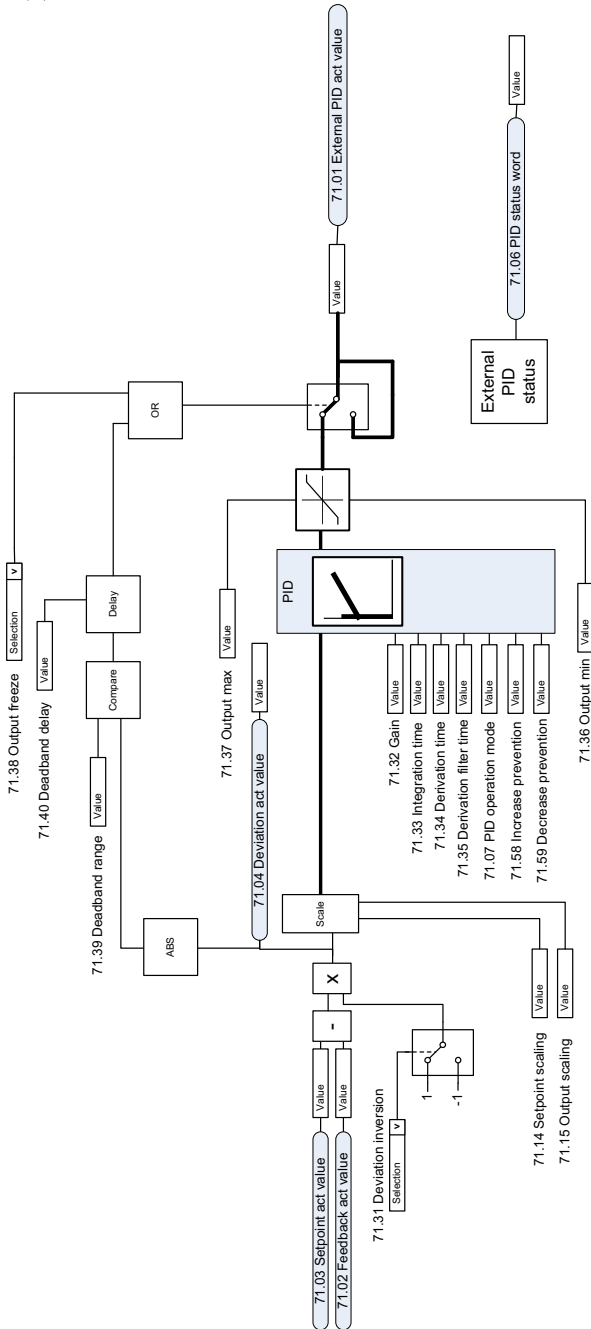 71.03 Setpoint act value
Value
71.02 Feedback act value
Value
-
X
71.31 Deviation inversion
Selection
v
1
-1
71.14 Setpoint scaling
Value
71.15 Output scaling
Value
Scale
71.04 Deviation act value
Value
ABS
71.39 Deadband range
Value
Compare
71.40 Deadband delay
Value
Delay
71.38 Output freeze
Selection
v
OR
71.37 Output max
Value
PID
71.32 Gain
Value
71.33 Integration time
Value
71.34 Derivation time
Value
71.35 Derivation filter time
Value
71.07 PID operation mode
Value
71.58 Increase prevention
Value
71.59 Decrease prevention
Value
71.36 Output min
Value
Value
71.01 External PID act value
External
PID
status
71.06 PID status word
Value